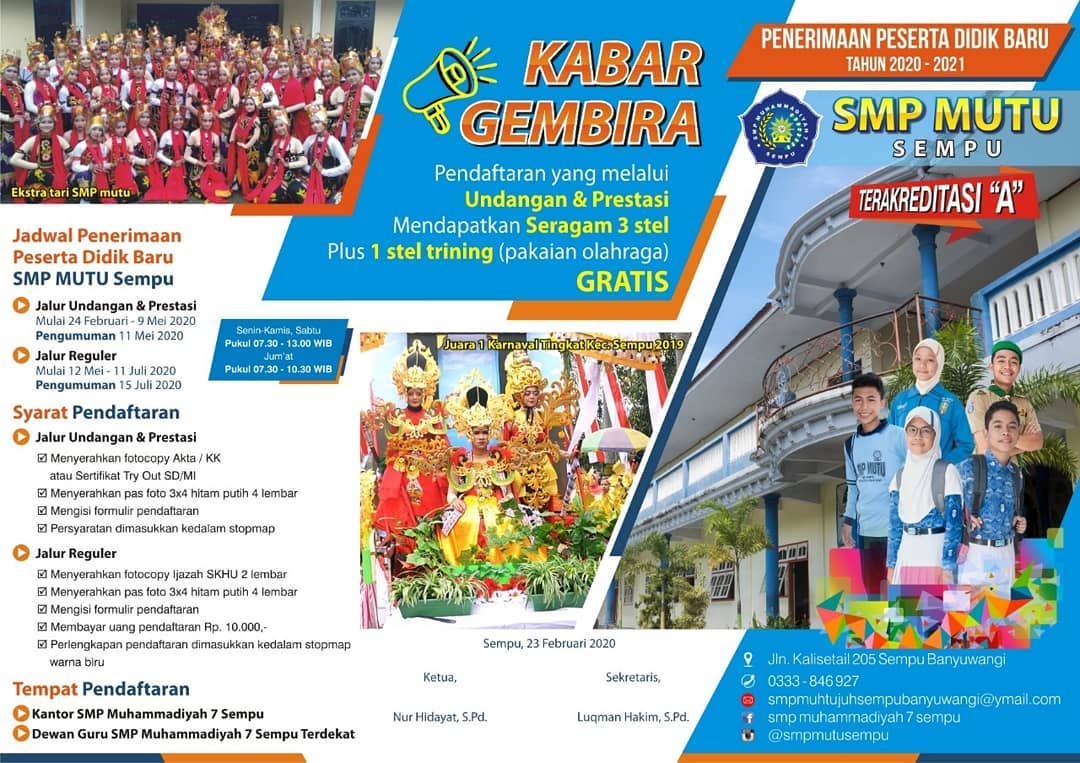 Ekstra tari SMP mutu
Jadwal Penerimaan
Peserta Didik Baru
SMP MUTU Sempu
Jalur Undangan & Prestasi
Mulai 24 Februari - 9 Mei 2020
Pengumuman 11 Mei 2020
Jalur Reguler
Mulai 12 Mei - 11 Juli 2020
Pengumuman 15 Juli 2020
Senin-Kamis, Sabtu
Pukul 07.30 - 13.00 WIB
Jum'at
Pukul 07.30 - 10.30 WIB
Syarat Pendaftaran
Jalur Undangan & Prestasi
Menyerahkan fotocopy Akta / KK
atau Sertifikat Try Out SD/MI
Menyerahkan pas foto 3x4 hitam putih 4 lembar
Mengisi formulir pendaftaran
Persyaratan dimasukkan kedalam stopmap
Jalur Reguler
Menyerahkan fotocopy Ijazah SKHU 2 lembar
Menyerahkan pas foto 3x4 hitam putih 4 lembar
Mengisi formulir pendaftaran
Membayar uang pendaftaran Rp. 10.000,-
Perlengkapan pendaftaran dimasukkan kedalam stopmap
warna biru
Tempat Pendaftaran
Kantor SMP Muhammadiyah 7 Sempu
Dewan Guru SMP Muhammadiyah 7 Sempu Terdekat
KABAR
GEMBIRA
Pendaftaran yang melalui
Undangan & Prestasi
Mendapatkan Seragam 3 stel
Plus 1 stel trining (pakaian olahraga)
GRATIS
Juara 1 Karnaval Tingkat Kec. Sempu 2019
Sempu, 23 Februari 2020
Ketua,
Sekretaris,
Nur Hidayat, S.Pd.
Luqman Hakim, S.Pd.
PENERIMAAN PESERTA DIDIK BARU
TAHUN 2020 - 2021
SMP MUTU
SEMPU
SEMPU
TERAKREDITASI "A"
SMP MUTU
Jln. Kalisetail 205 Sempu Banyuwangi
0333 - 846 927
smpmuhtujuhsempubanyuwangi@ymail.com
smp muhammadiyah 7 sempu
@smpmutusempu